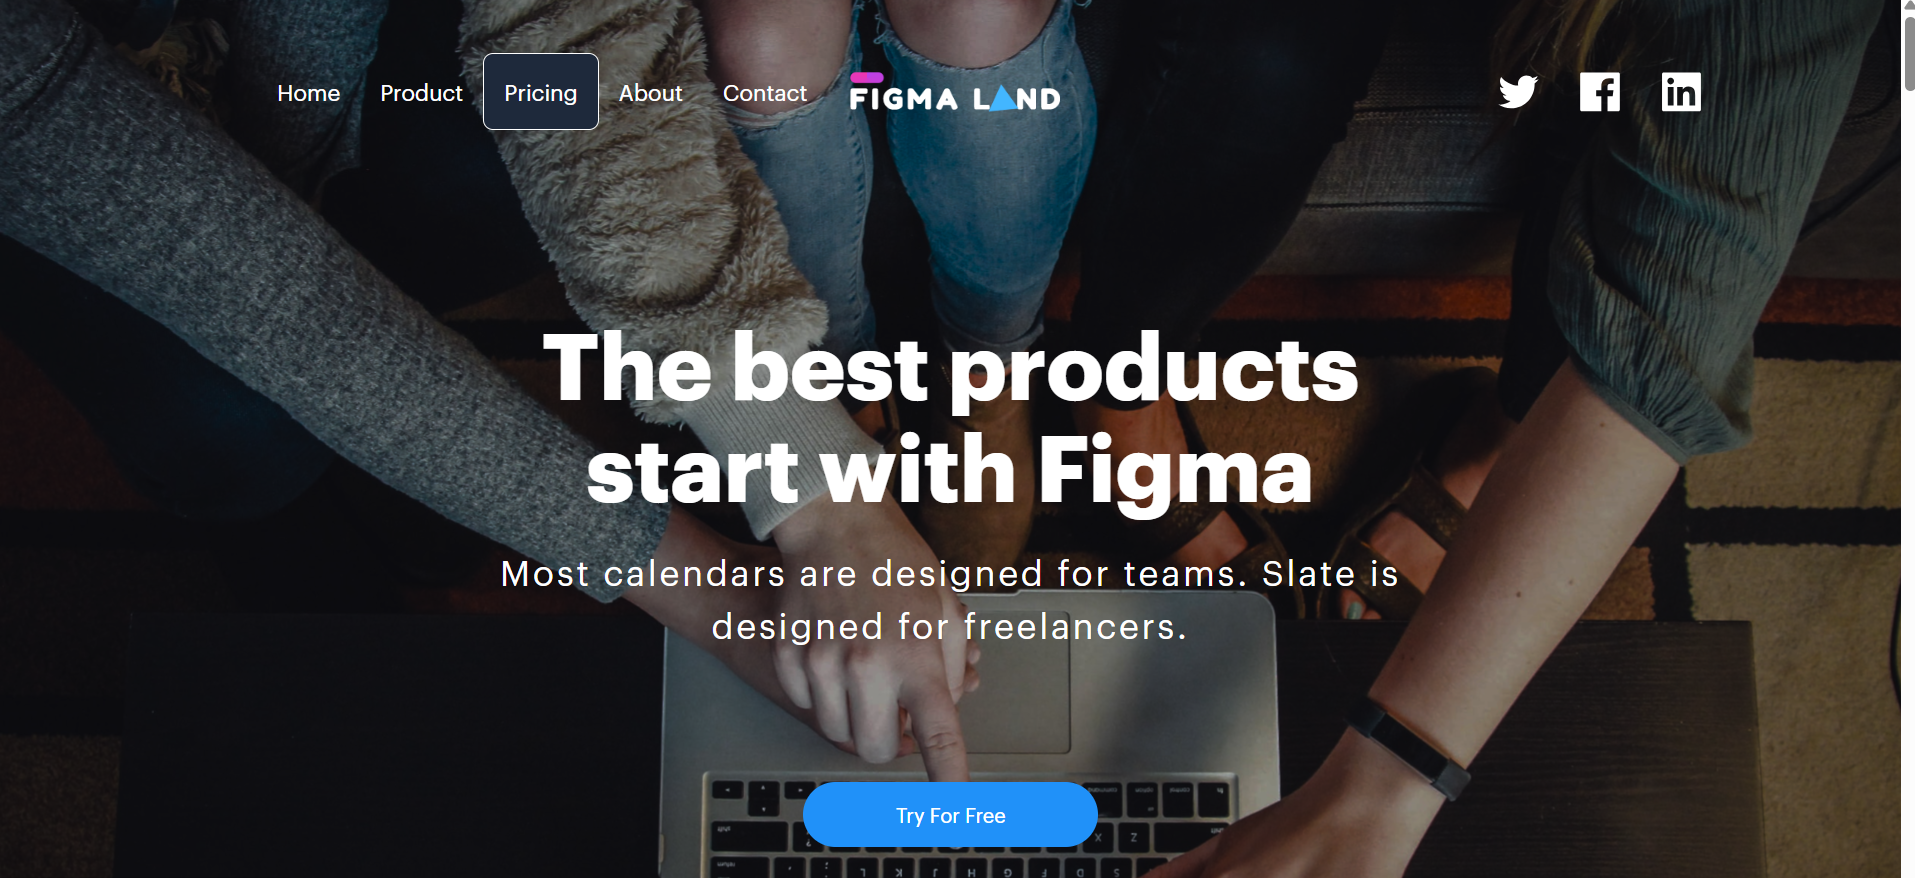 Home Product Pricing About Contact FIGMA LAND
The best products
start with Figma
Most calendars are designed for teams. Slate is
designed for freelancers.
Try For Free